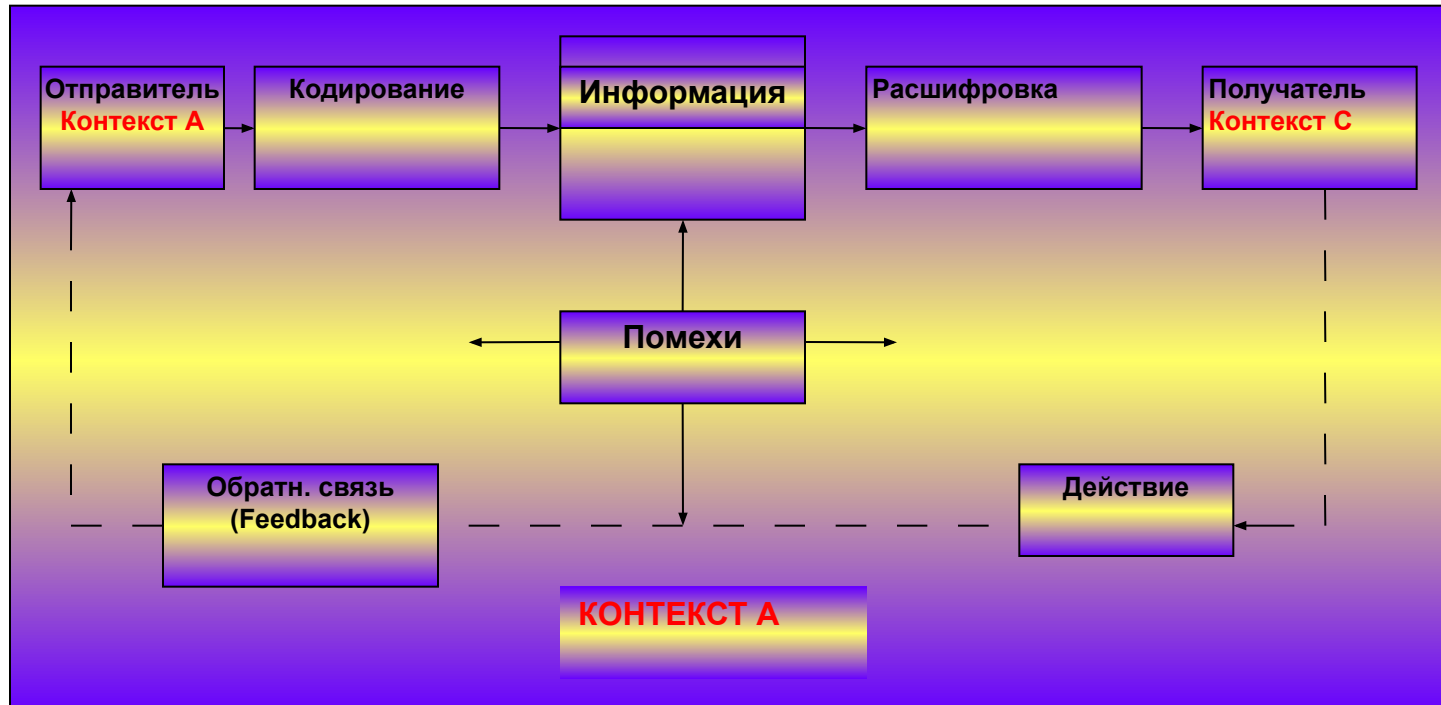 Отправитель
Контекст А
Кодирование
Информация
Расшифровка
Получатель
Контекст С
Помехи
Обратн. связь
(Feedback)
Действие
КОНТЕКСТ А